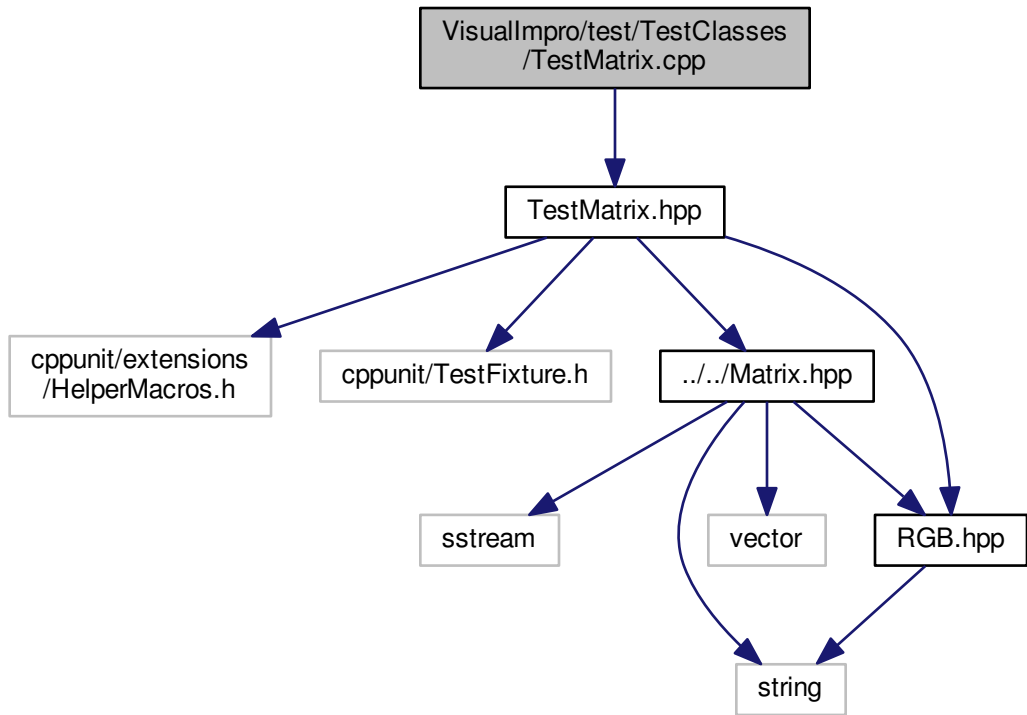 VisualImpro/test/TestClasses
/TestMatrix.cpp
TestMatrix.hpp
cppunit/extensions
/HelperMacros.h
cppunit/TestFixture.h
../../Matrix.hpp
sstream
vector
RGB.hpp
string